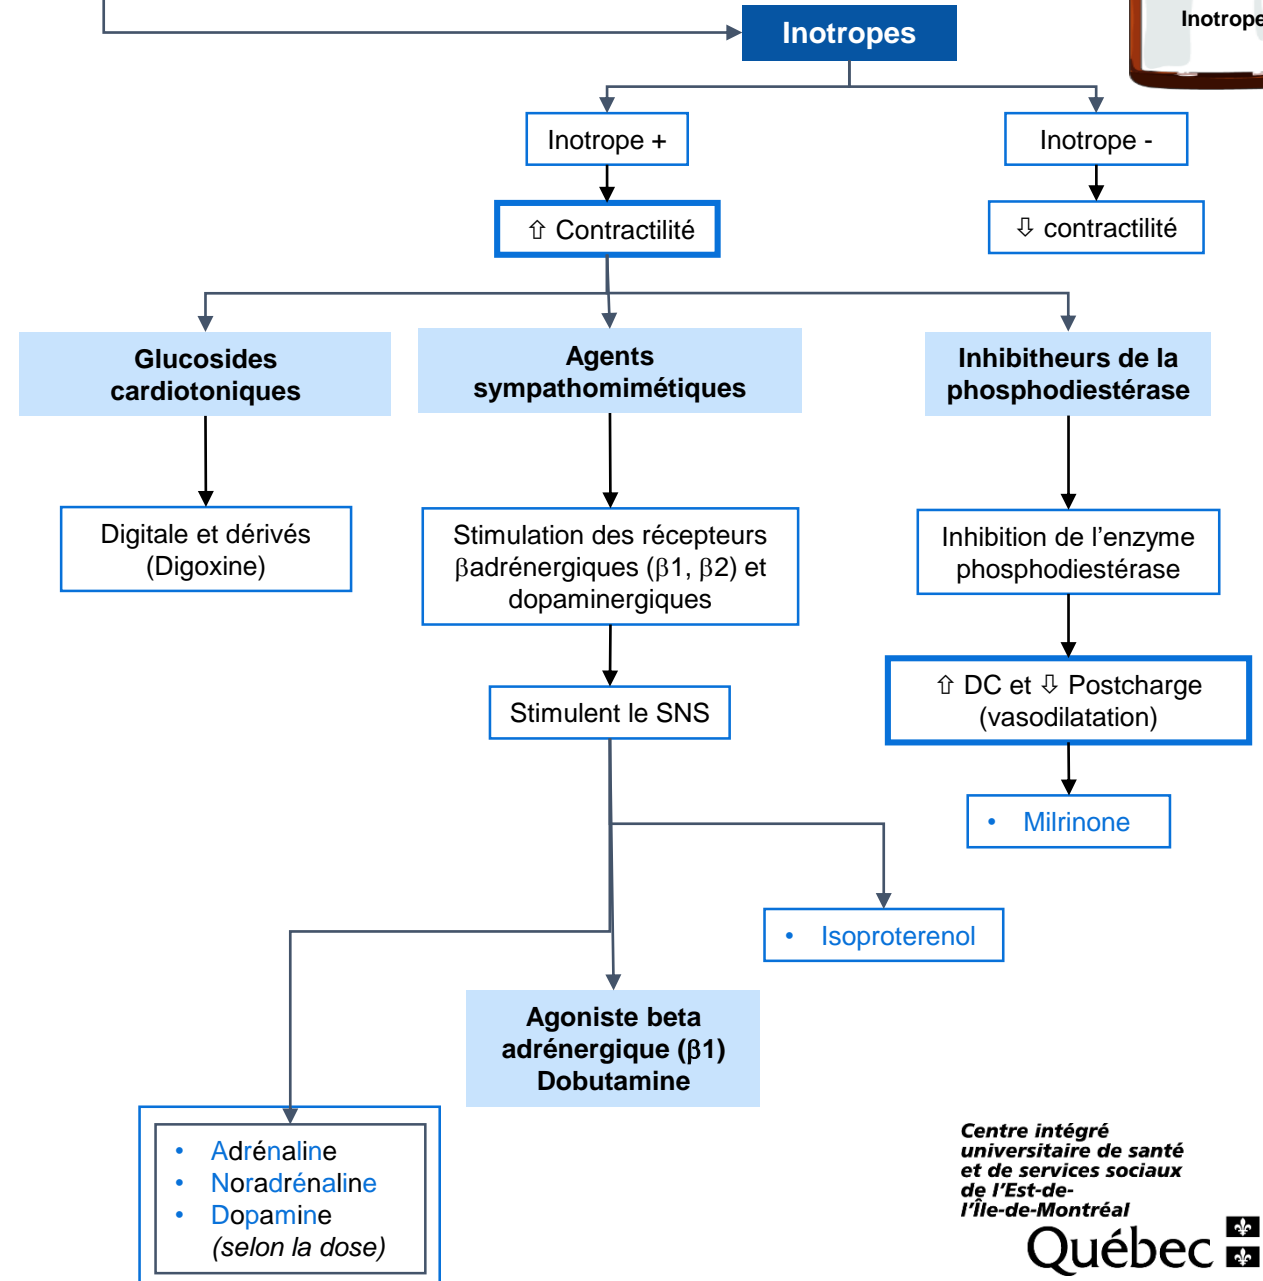 Inotropes
Inotrope
Inotrope +
Inotrope -
⇧ Contractilité
⇩ contractilité
Glucosides
cardiotoniques
Agents
sympathomimétiques
Inhibitheurs de la
phosphodiestérase
Digitale et dérivés
(Digoxine)
Stimulation des récepteurs
βadrénergiques (β1, β2) et
dopaminergiques
Inhibition de l'enzyme
phosphodiestérase
Stimulent le SNS
⇧ DC et ⇩ Postcharge
(vasodilatation)
• Milrinone
• Isoproterenol
Agoniste beta
adrénergique (β1)
Dobutamine
• Adrénaline
• Noradrénaline
• Dopamine
(selon la dose)
Centre intégré
universitaire de santé
et de services sociaux
de l'Est-de-
l'Île-de-Montréal
Québec